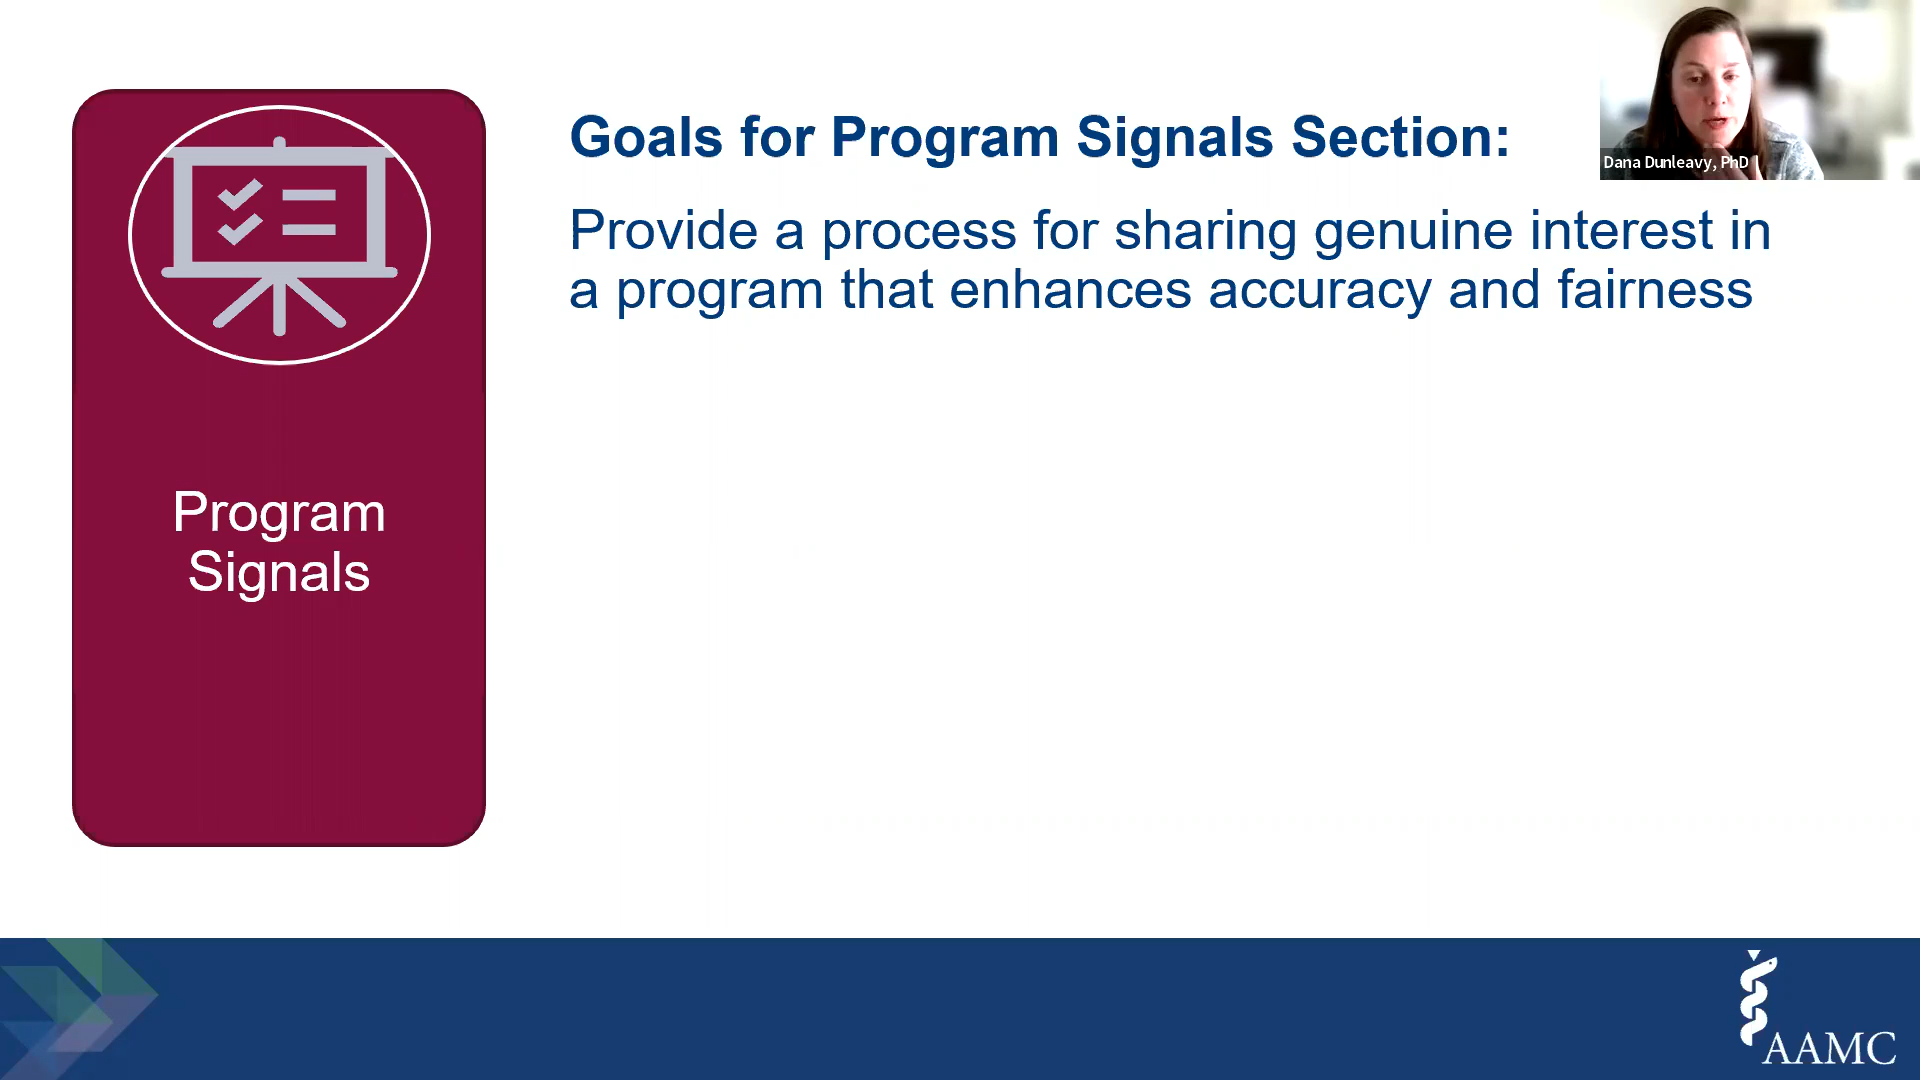 Goals for Program Signals Section:
Dana Dunleavy, PhD
Provide a process for sharing genuine interest in
a program that enhances accuracy and fairness
Program
Signals
AAMC